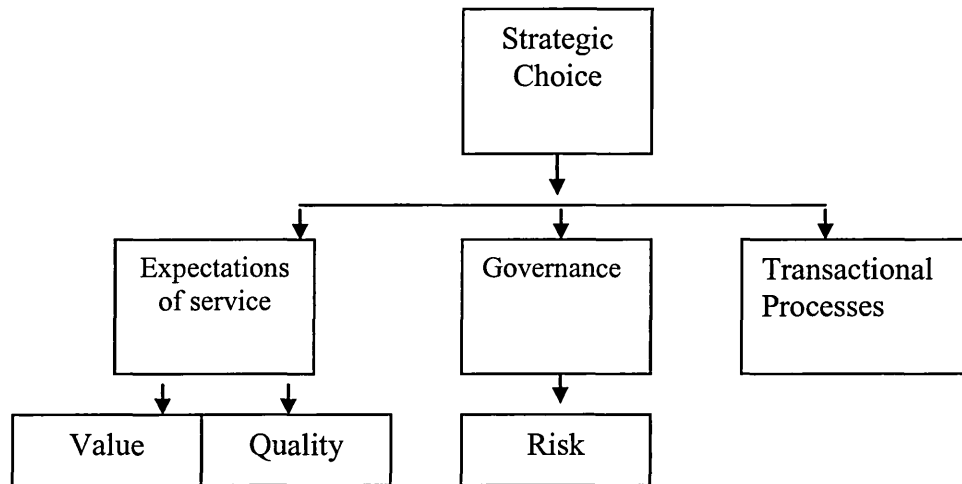 Strategic
Choice
Expectations
of service
Governance
Transactional
Processes
Value
Quality
Risk